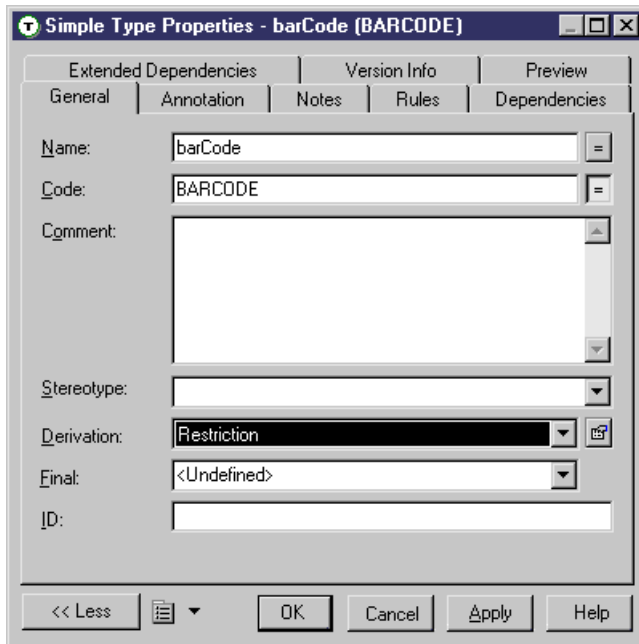 Simple Type Properties - barCode (BARCODE)
Extended Dependencies Version Info Preview
General Annotation Notes Rules Dependencies
Name: barCode =
Code: BARCODE =
Comment:
Stereotype:
Derivation: Restriction
Final: <Undefined>
ID:
<< Less OK Cancel Apply Help